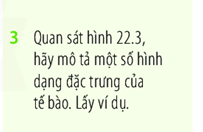 3 Quan sát hình 22.3,
hãy mô tả một số hình
dạng đặc trưng của
tế bào. Lấy ví dụ.